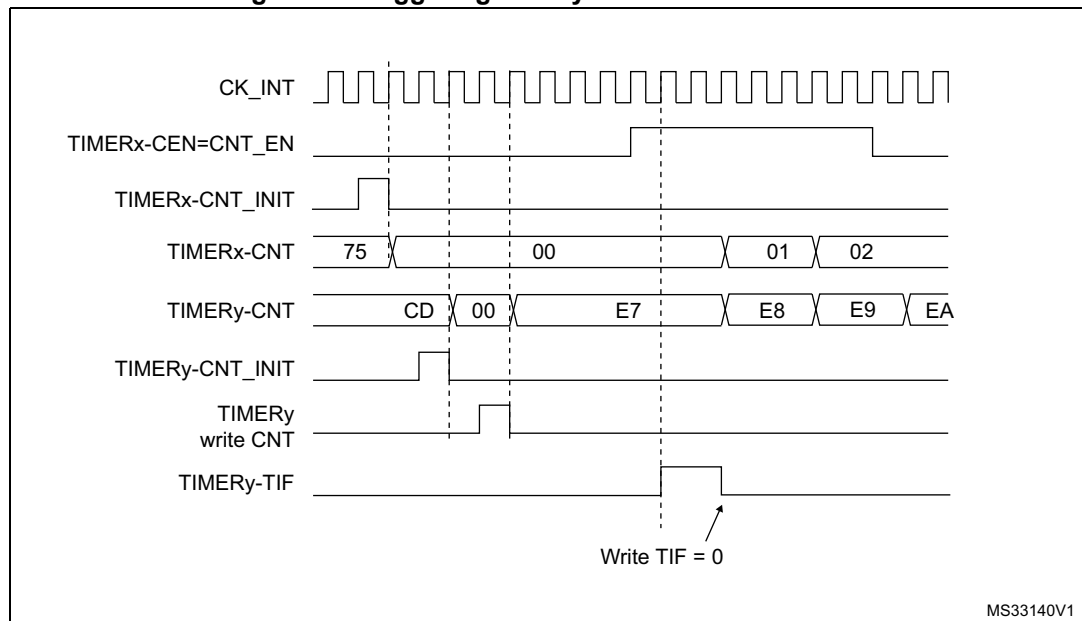 CK_INT
TIMERx-CEN=CNT_EN
TIMERx-CNT_INIT
TIMERx-CNT 75 00 01 02
TIMERy-CNT CD 00 E7 E8 E9 EA
TIMERy-CNT_INIT
TIMERy
write CNT
TIMERy-TIF
Write TIF = 0
MS33140V1